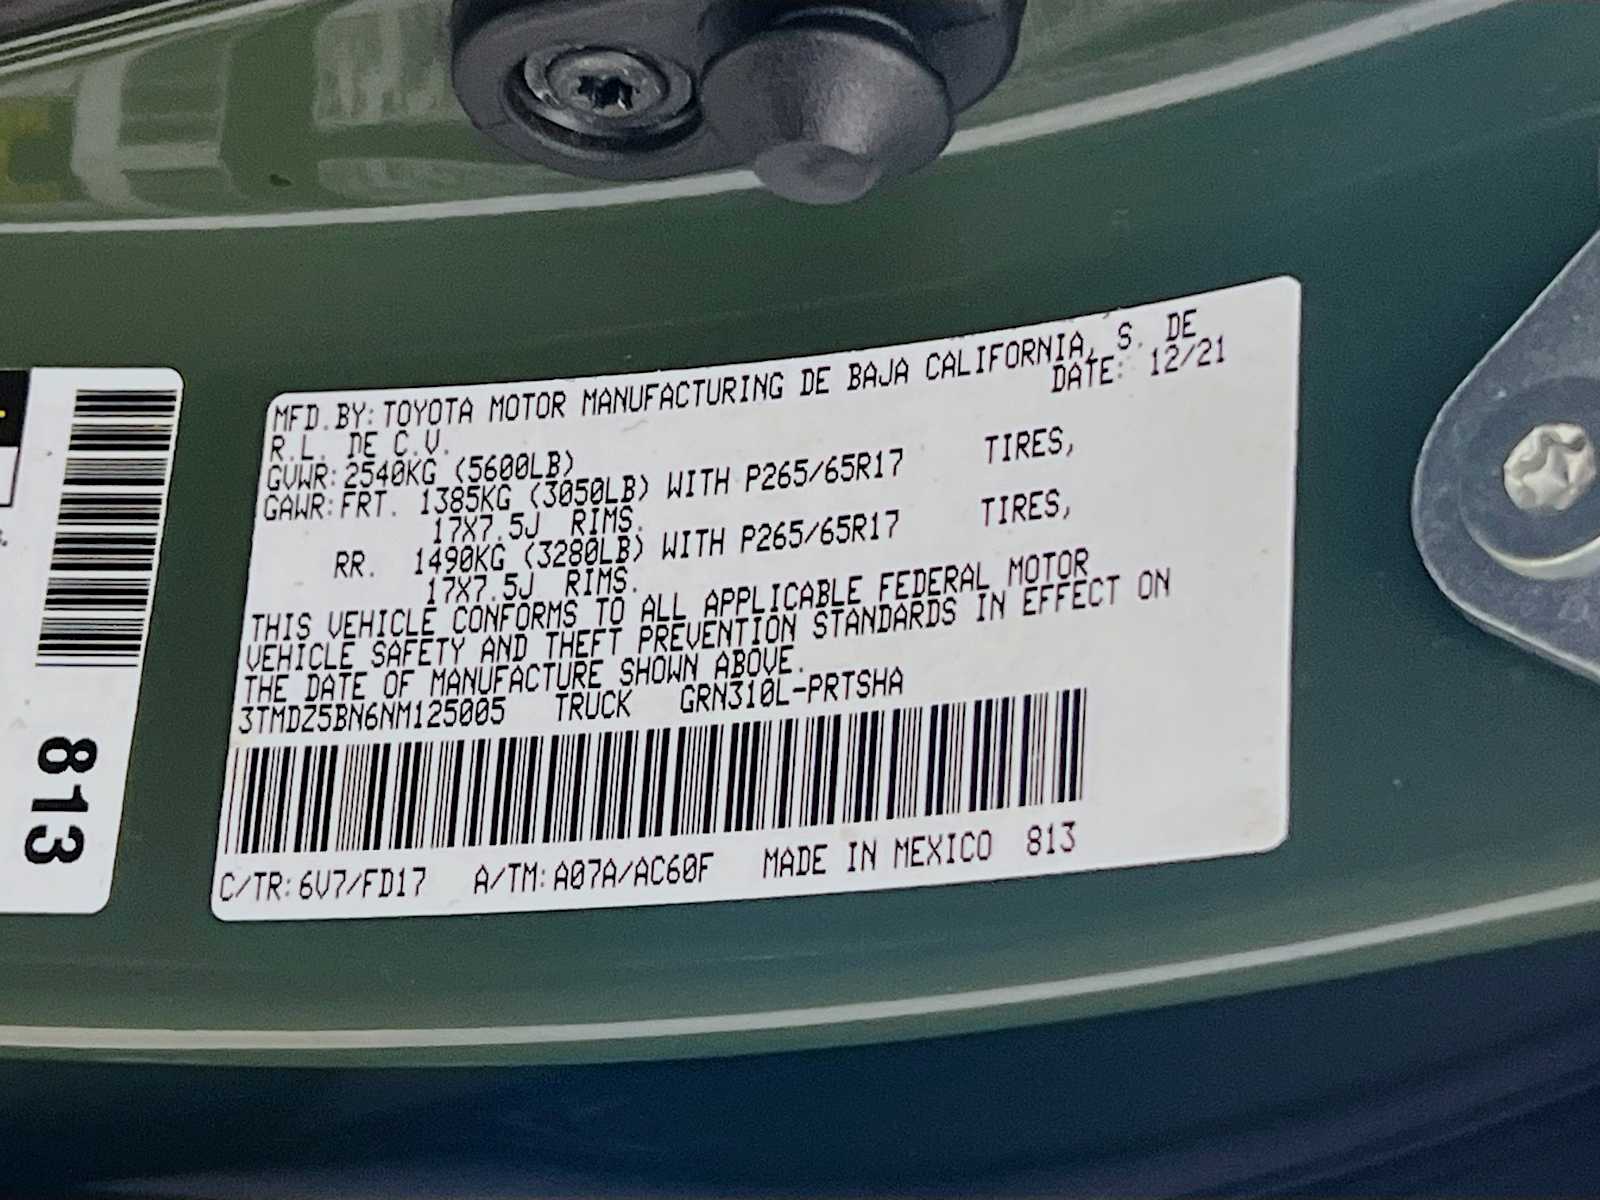 MFD.BY:TOYOTA MOTOR MANUFACTURING DE BAJA CALIFORNIA, S. DE
R.L. DE C.V. DATE: 12/21
GVWR:2540KG (5600LB)
GAWR:FRT. 1385KG (3050LB) WITH P265/65R17 TIRES,
17X7.5J RIMS.
RR. 1490KG (3280LB) WITH P265/65R17 TIRES,
17X7.5J RIMS.
THIS VEHICLE CONFORMS TO ALL APPLICABLE FEDERAL MOTOR
VEHICLE SAFETY AND THEFT PREVENTION STANDARDS IN EFFECT ON
THE DATE OF MANUFACTURE SHOWN ABOVE.
3TMDZ5BN6NM125005 TRUCK GRN310L-PRTSHA
C/TR:6V7/FD17 A/TM:A07A/AC60F MADE IN MEXICO 813
813